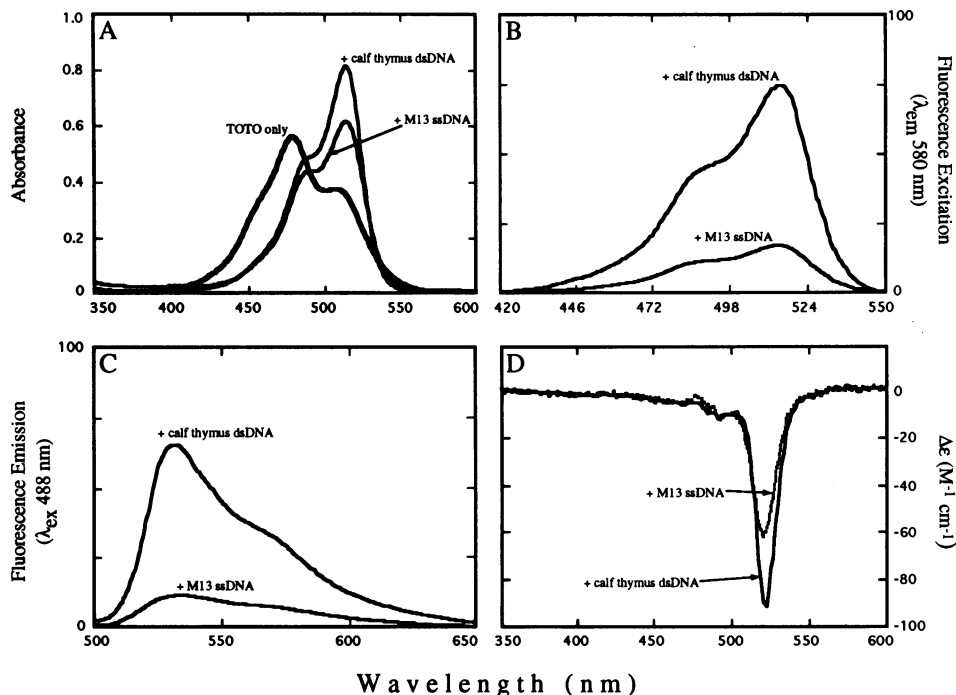 A
1.0
0.8
0.6
0.4
0.2
0
Absorbance
+ calf thymus dsDNA
+ M13 ssDNA
TOTO only
350
400
450
500
550
600
B
100
0
Fluorescence Excitation
(λem 580 nm)
+ calf thymus dsDNA
+ M13 ssDNA
420
446
472
498
524
550
C
100
0
Fluorescence Emission
(λex 488 nm)
+ calf thymus dsDNA
+ M13 ssDNA
500
550
600
650
D
0
-20
-40
-60
-80
-100
Δε (M-1 cm-1)
+ M13 ssDNA
+ calf thymus dsDNA
350
400
450
500
550
600
Wavelength (nm)